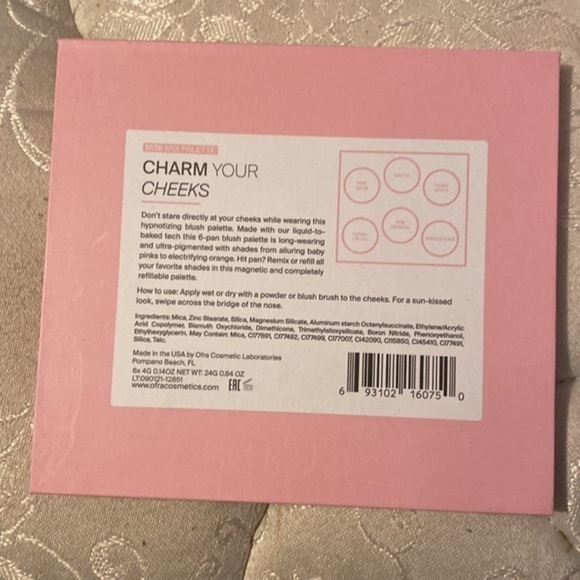 MINI MIX PALETTE
CHARM YOUR
CHEEKS
Don't stare directly at your cheeks while wearing this
hypnotizing blush palette. Made with our liquid-to-
baked tech this 6-pan blush palette is long-wearing
and ultra-pigmented with shades from alluring baby
pinks to electrifying orange. Hit pan? Remix or refill all
your favorite shades in this magnetic and completely
refillable palette.
How to use: Apply wet or dry with a powder or blush brush to the cheeks. For a sun-kissed
look, swipe across the bridge of the nose.
Ingredients: Mica, Zinc Stearate, Silica, Magnesium Silicate, Aluminum starch Octenylsuccinate, Ethylene/Acrylic
Acid Copolymer, Bismuth Oxychloride, Dimethicone, Trimethylsiloxysilicate, Boron Nitride, Phenoxyethanol,
Ethylhexylglycerin. May Contain: Mica, CI77891, CI77492, CI77499, CI77007, CI42090, CI15850, CI45410, CI77491,
Silica, Talc.
Made in the USA by Ofra Cosmetic Laboratories
Pompano Beach, FL
6x 4G 0.14OZ NET WT: 24G 0.84 OZ
LT:090121-12851
www.ofracosmetics.com EAC
6 93102 16075 0